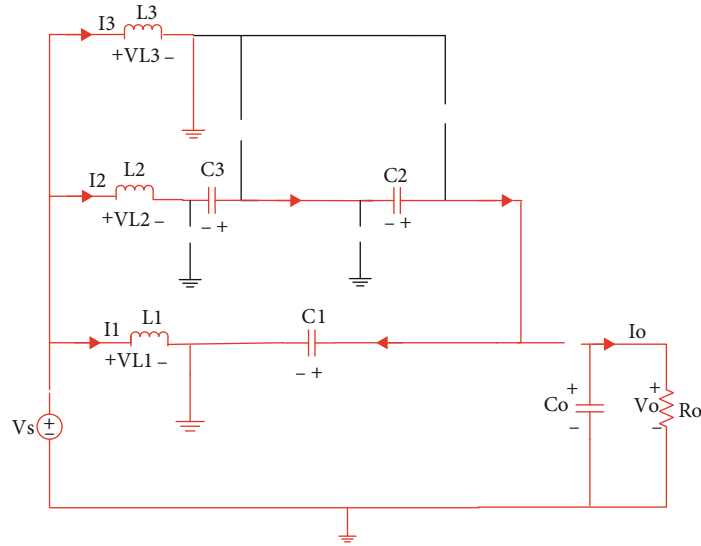 I3 L3
+VL3 –
I2 L2 C3 C2
+VL2 –
– +
– +
I1 L1 C1
+VL1 –
– +
Io
Vs + –
Co + –
Vo + –
Ro